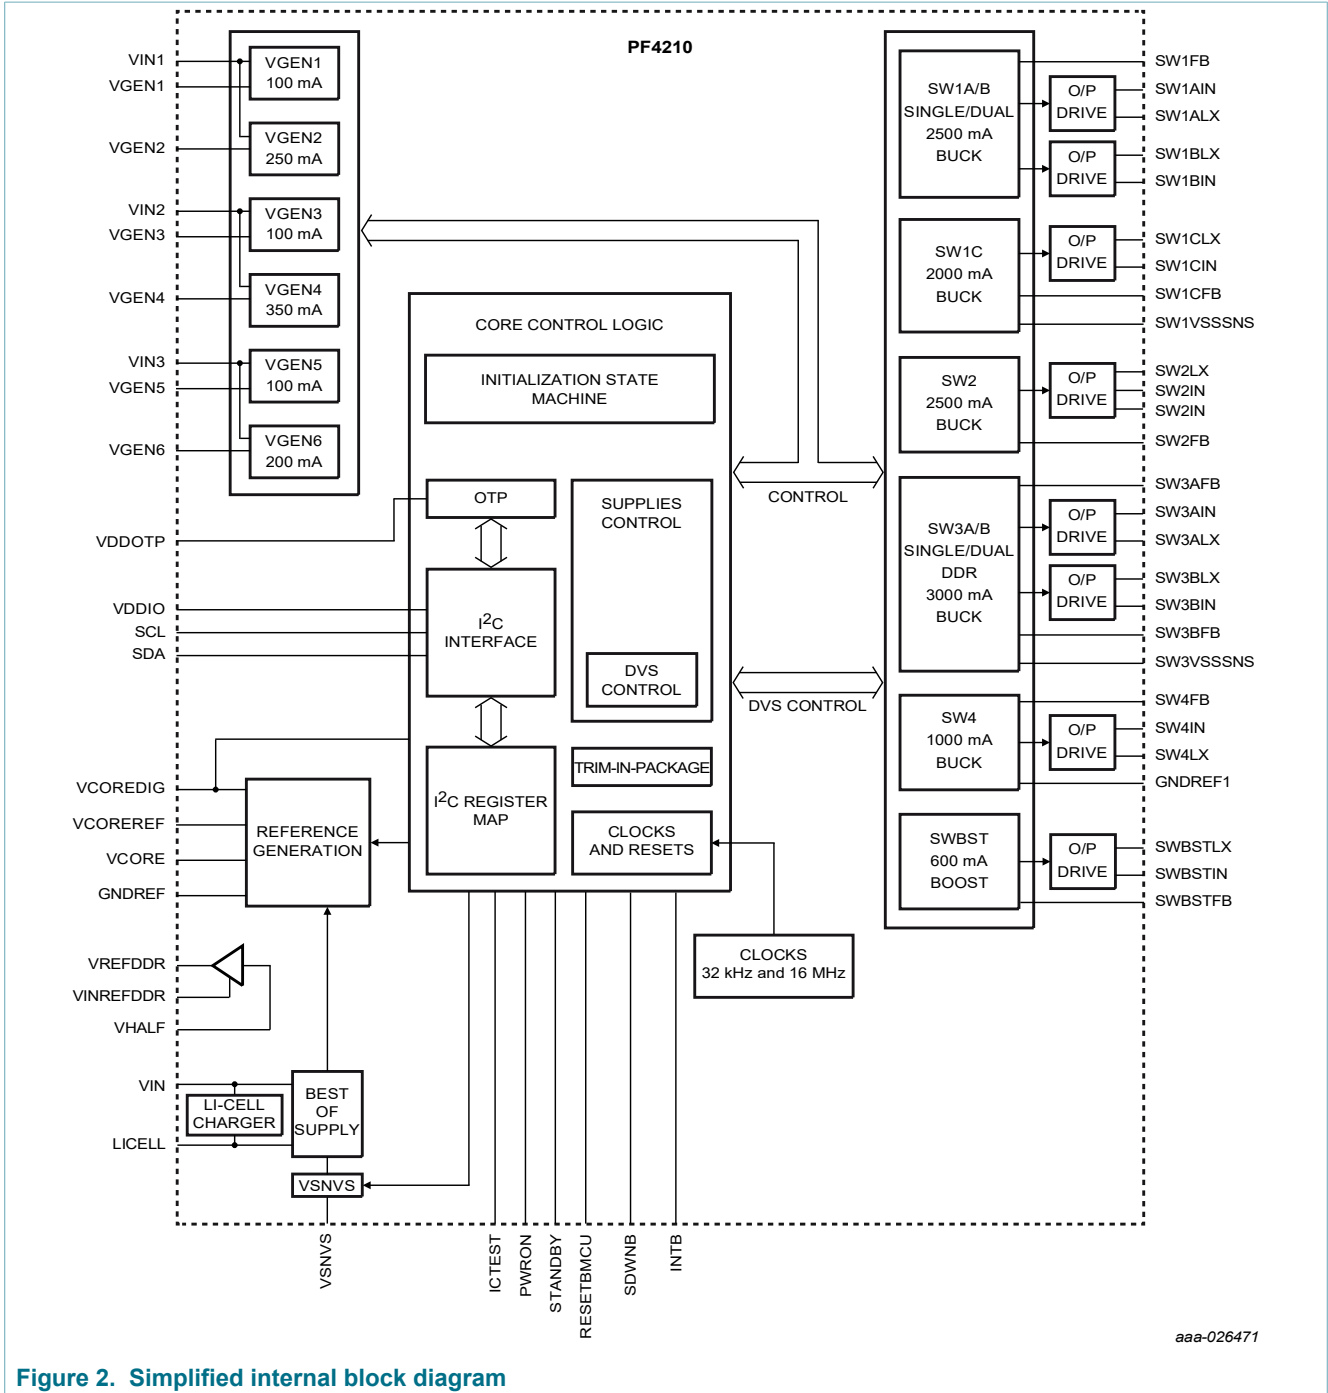 PF4210
VIN1
VGEN1
VGEN2
VIN2
VGEN3
VGEN4
VIN3
VGEN5
VGEN6
VDDOTP
VDDIO
SCL
SDA
VCOREDIG
VCOREREF
VCORE
GNDREF
VREFDDR
VINREFDDR
VHALF
VIN
LICELL
VGEN1
100 mA
VGEN2
250 mA
VGEN3
100 mA
VGEN4
350 mA
VGEN5
100 mA
VGEN6
200 mA
CORE CONTROL LOGIC
INITIALIZATION STATE
MACHINE
OTP
I2C
INTERFACE
I2C REGISTER
MAP
SUPPLIES
CONTROL
DVS
CONTROL
TRIM-IN-PACKAGE
CLOCKS
AND RESETS
REFERENCE
GENERATION
CLOCKS
32 kHz and 16 MHz
LI-CELL
CHARGER
BEST
OF
SUPPLY
VSNVS
CONTROL
DVS CONTROL
SW1A/B
SINGLE/DUAL
2500 mA
BUCK
O/P
DRIVE
O/P
DRIVE
SW1C
2000 mA
BUCK
O/P
DRIVE
SW2
2500 mA
BUCK
O/P
DRIVE
SW3A/B
SINGLE/DUAL
DDR
3000 mA
BUCK
O/P
DRIVE
O/P
DRIVE
SW4
1000 mA
BUCK
O/P
DRIVE
SWBST
600 mA
BOOST
O/P
DRIVE
SW1FB
SW1AIN
SW1ALX
SW1BLX
SW1BIN
SW1CLX
SW1CIN
SW1CFB
SW1VSSSNS
SW2LX
SW2IN
SW2IN
SW2FB
SW3AFB
SW3AIN
SW3ALX
SW3BLX
SW3BIN
SW3BFB
SW3VSSSNS
SW4FB
SW4IN
SW4LX
GNDREF1
SWBSTLX
SWBSTIN
SWBSTFB
VSNVS
ICTEST
PWRON
STANDBY
RESETBMCU
SDWNB
INTB
aaa-026471
Figure 2. Simplified internal block diagram